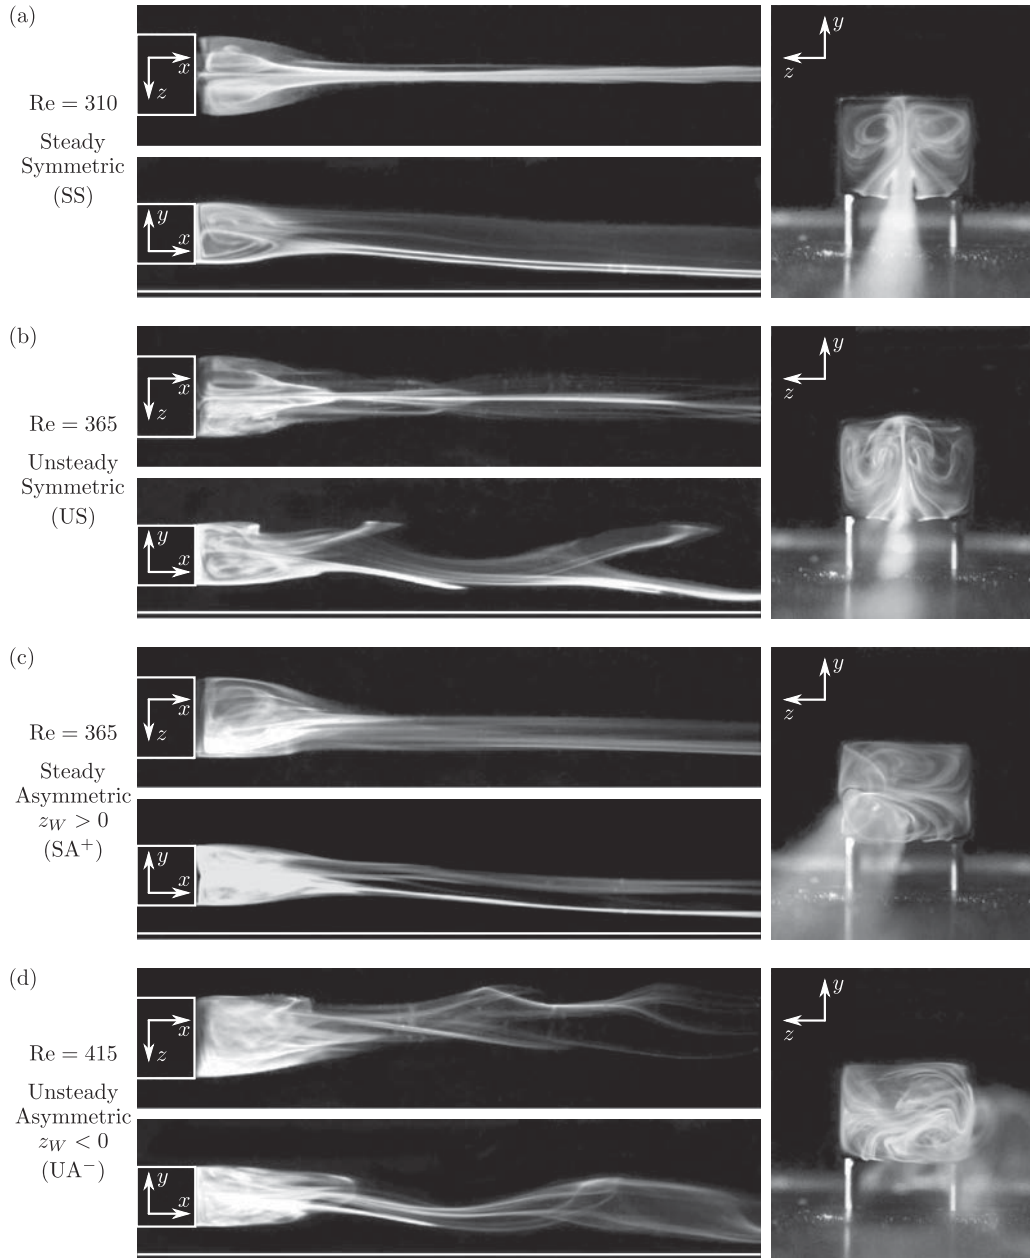 (a)
Re = 310
Steady
Symmetric
(SS)
x
z
y
x
y
z
(b)
Re = 365
Unsteady
Symmetric
(US)
x
z
y
x
y
z
(c)
Re = 365
Steady
Asymmetric
z_W > 0
(SA⁺)
x
z
y
x
y
z
(d)
Re = 415
Unsteady
Asymmetric
z_W < 0
(UA⁻)
x
z
y
x
y
z